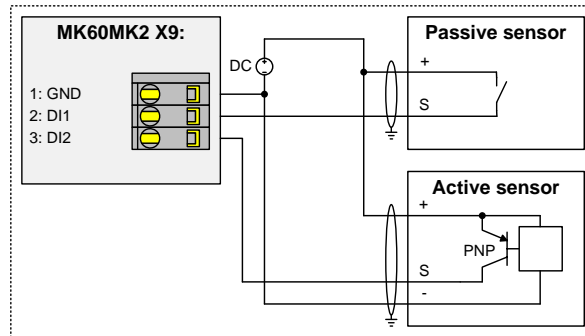 MK60MK2 X9:
1: GND
2: DI1
3: DI2
DC
+
-
Passive sensor
+
S
Active sensor
+
PNP
S
-